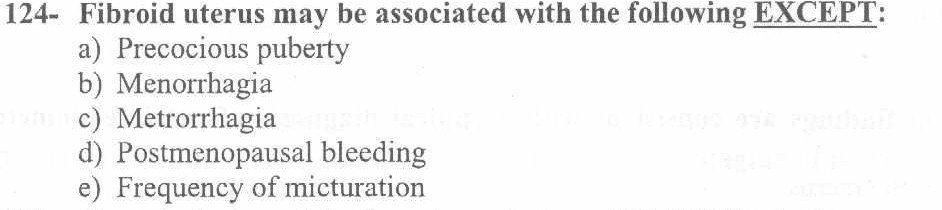 124- Fibroid uterus may be associated with the following EXCEPT:
a) Precocious puberty
b) Menorrhagia
c) Metrorrhagia
d) Postmenopausal bleeding
e) Frequency of micturation